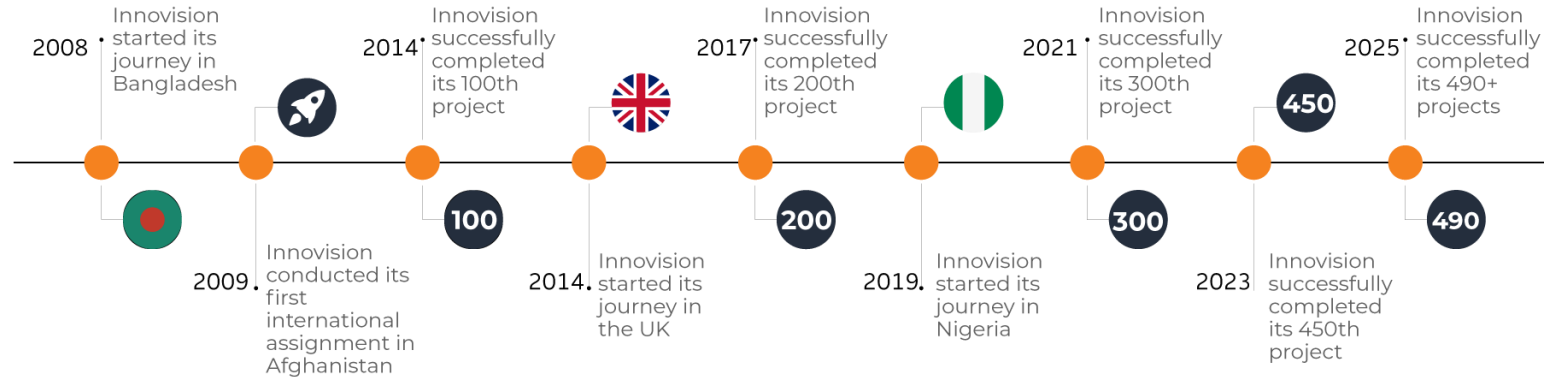 2008
Innovision
started its
journey in
Bangladesh
2009
Innovision
conducted its
first
international
assignment in
Afghanistan
2014
Innovision
successfully
completed
its 100th
project
100
2014
Innovision
started its
journey in
the UK
2017
Innovision
successfully
completed
its 200th
project
200
2019
Innovision
started its
journey in
Nigeria
2021
Innovision
successfully
completed
its 300th
project
300
2023
Innovision
successfully
completed
its 450th
project
450
2025
Innovision
successfully
completed
its 490+
projects
490